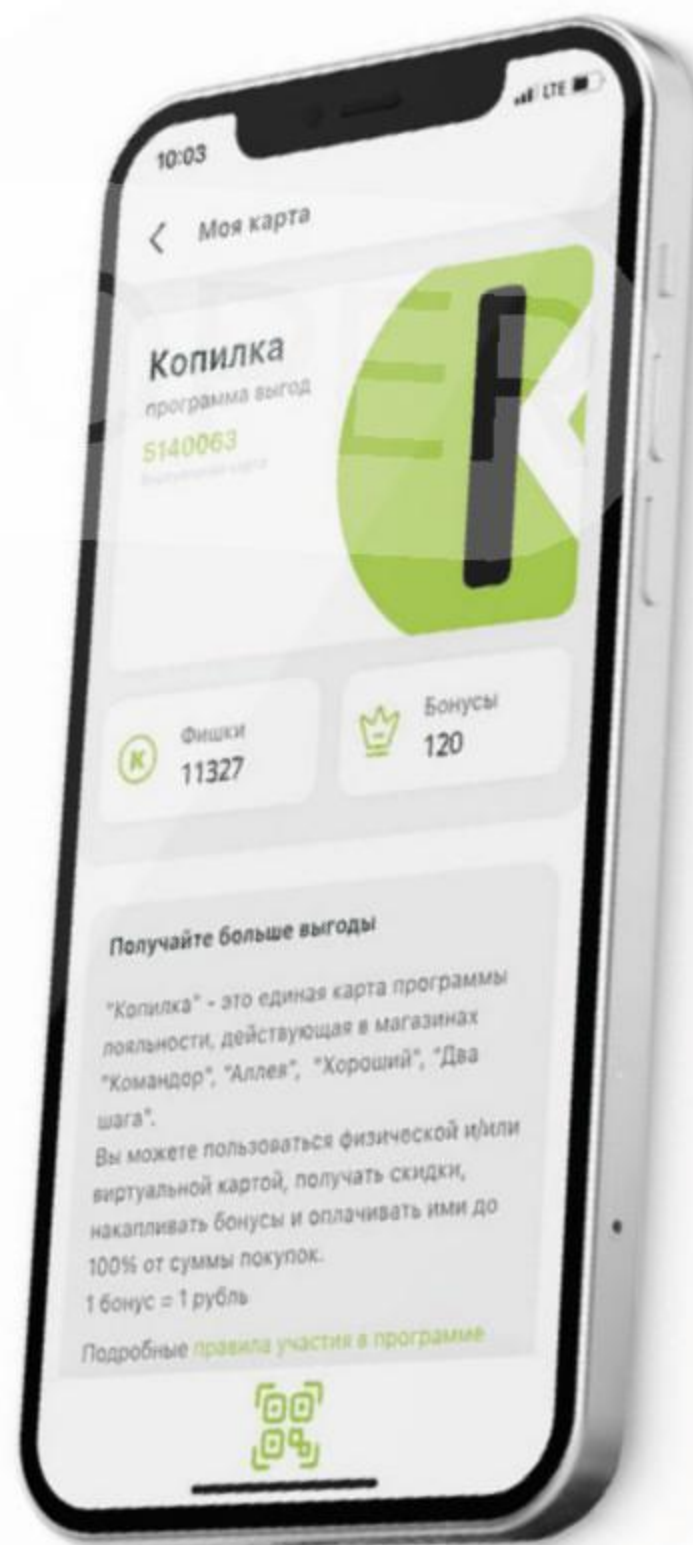 10:03
LTE
Моя карта
Копилка
программа выгод
5140063
Фишки
11327
Бонусы
120
Получайте больше выгоды
"Копилка" - это единая карта программы
лояльности, действующая в магазинах
"Командор", "Аллея", "Хороший", "Два
шага".
Вы можете пользоваться физической и/или
виртуальной картой, получать скидки,
накапливать бонусы и оплачивать ими до
100% от суммы покупок.
1 бонус = 1 рубль
Подробные правила участия в программе